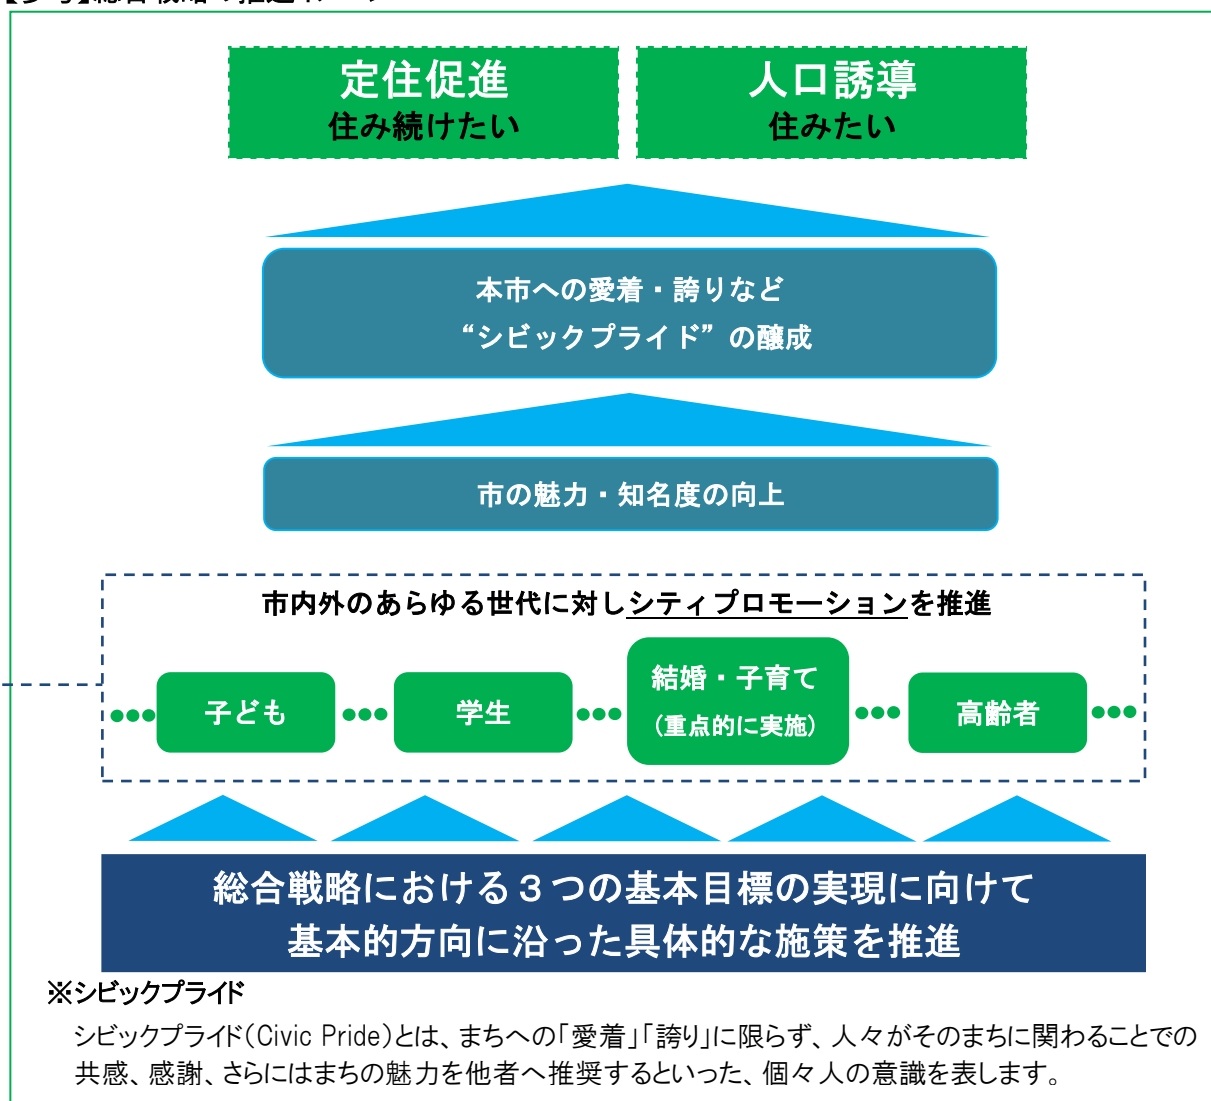 定住促進
住み続けたい
人口誘導
住みたい
本市への愛着・誇りなど
“シビックプライド”の醸成
市の魅力・知名度の向上
市内外のあらゆる世代に対しシティプロモーションを推進
子ども
学生
結婚・子育て
(重点的に実施)
高齢者
総合戦略における３つの基本目標の実現に向けて
基本的方向に沿った具体的な施策を推進
※シビックプライド
シビックプライド(Civic Pride)とは、まちへの「愛着」「誇り」に限らず、人々がそのまちに関わることでの
共感、感謝、さらにはまちの魅力を他者へ推奨するといった、個々人の意識を表します。